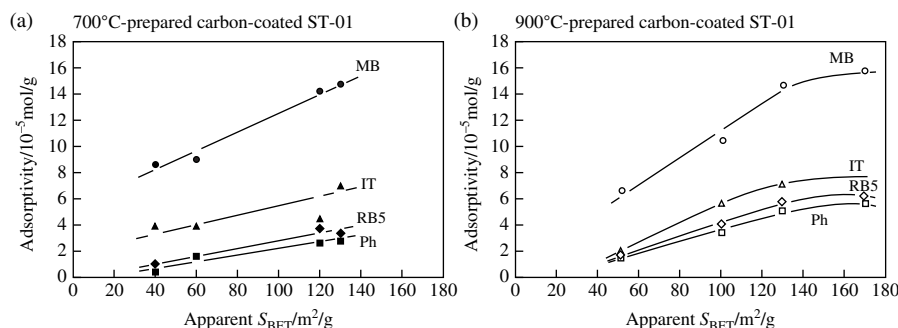 (a) 700°C-prepared carbon-coated ST-01
18
16
14
12
10
8
6
4
2
0
Adsorptivity/10⁻⁵mol/g
MB
IT
RB5
Ph
0 20 40 60 80 100 120 140 160
Apparent S_BET/m²/g
(b) 900°C-prepared carbon-coated ST-01
18
16
14
12
10
8
6
4
2
0
Adsorptivity/10⁻⁵mol/g
MB
IT
RB5
Ph
0 20 40 60 80 100 120 140 160 180
Apparent S_BET/m²/g